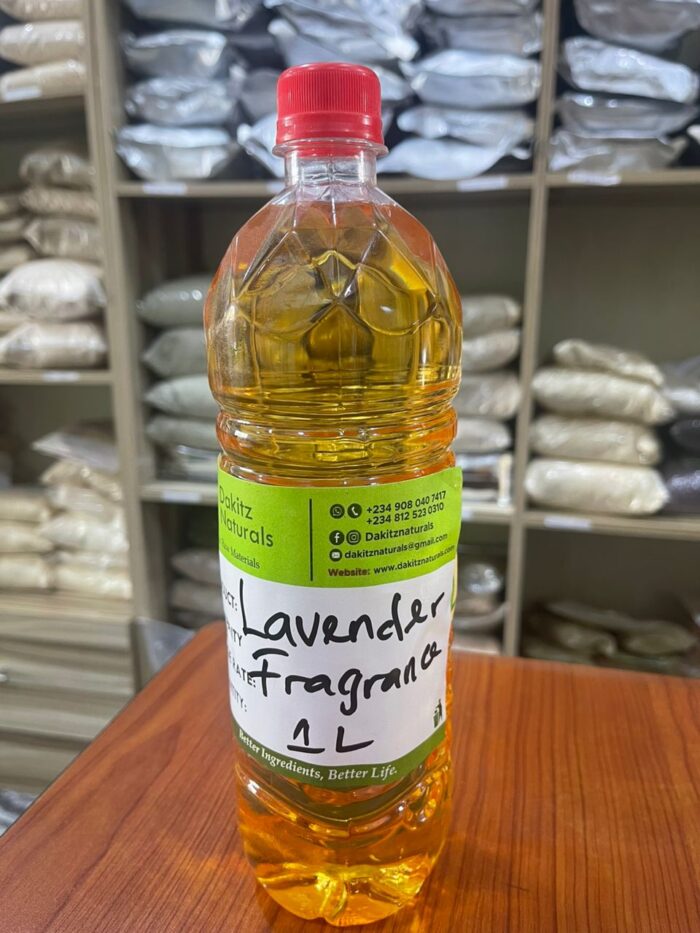 Dakitz
Naturals
Materials
+234 908 040 7417
+234 812 523 0310
Dakitznaturals
dakitznaturals@gmail.com
Website: www.dakitznaturals.com
Lavender
Fragrance
1 L
Better Ingredients, Better Life.